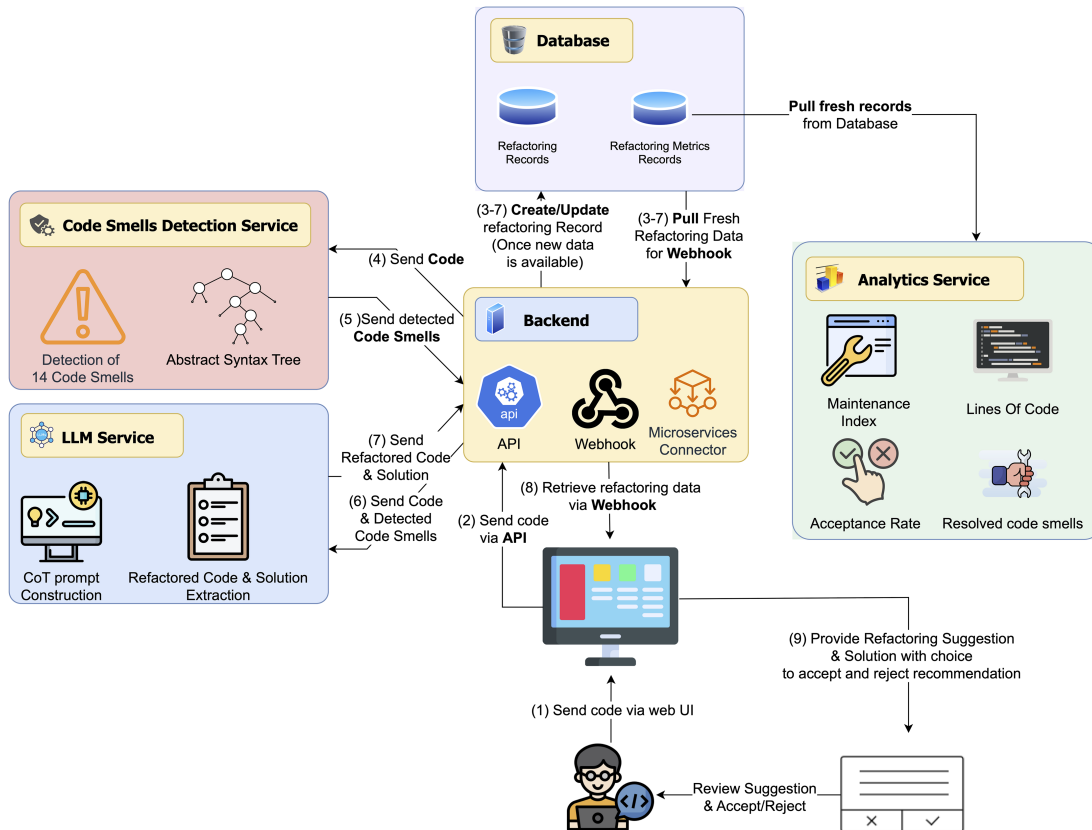 Database
Refactoring
Records
Refactoring Metrics
Records
Pull fresh records
from Database
(3-7) Create/Update
refactoring Record
(Once new data
is available)
(3-7) Pull Fresh
Refactoring Data
for Webhook
Code Smells Detection Service
Detection of
14 Code Smells
Abstract Syntax Tree
(4) Send Code
(5 )Send detected
Code Smells
Backend
api
API
Webhook
Microservices
Connector
Analytics Service
Maintenance
Index
Lines Of Code
Acceptance Rate
Resolved code smells
LLM Service
CoT prompt
Construction
Refactored Code & Solution
Extraction
(7) Send
Refactored Code
& Solution
(6) Send Code
& Detected
Code Smells
(2) Send code
via API
(8) Retrieve refactoring data
via Webhook
(9) Provide Refactoring Suggestion
& Solution with choice
to accept and reject recommendation
(1) Send code via web UI
Review Suggestion
& Accept/Reject